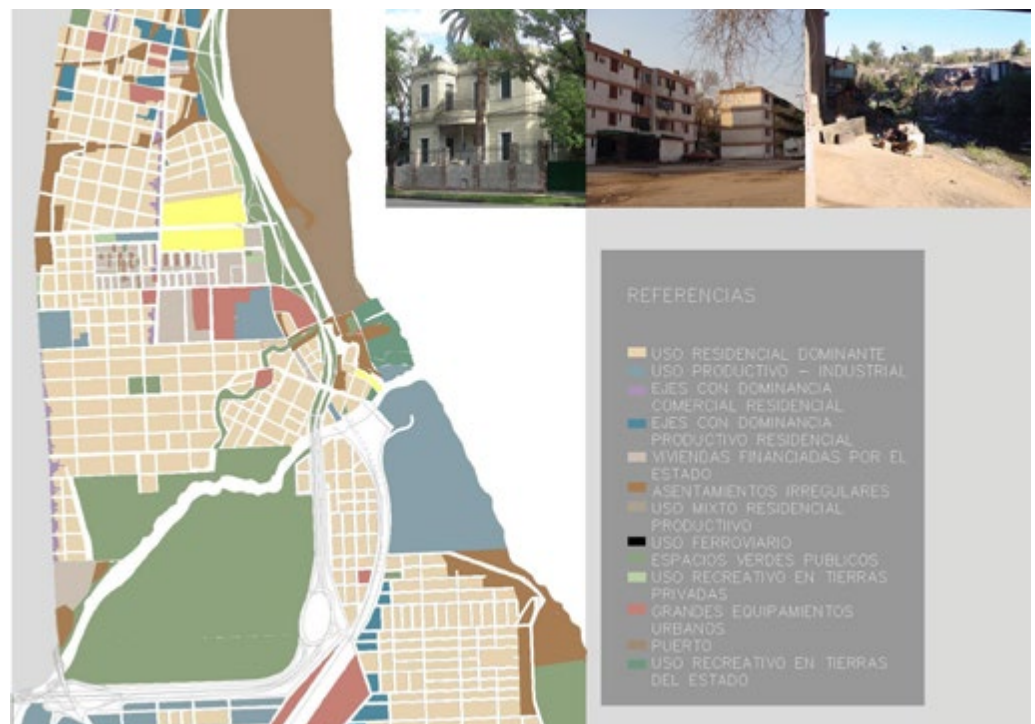 REFERENCIAS
USO RESIDENCIAL DOMINANTE
USO PRODUCTIVO – INDUSTRIAL
EJES CON DOMINANCIA
COMERCIAL RESIDENCIAL
EJES CON DOMINANCIA
PRODUCTIVO RESIDENCIAL
VIVIENDAS FINANCIADAS POR EL
ESTADO
ASENTAMIENTOS IRREGULARES
USO MIXTO RESIDENCIAL
PRODUCTIIVO
USO FERROVIARIO
ESPACIOS VERDES PUBLICOS
USO RECREATIVO EN TIERRAS
PRIVADAS
GRANDES EQUIPAMIENTOS
URBANOS
PUERTO
USO RECREATIVO EN TIERRAS
DEL ESTADO